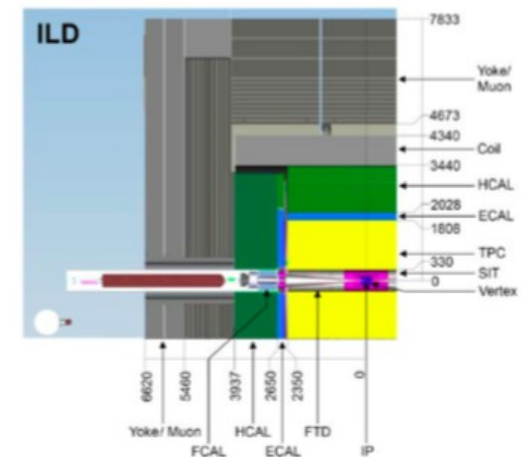 ILD
7833
Yoke/
Muon
4673
4340
Coil
3440
HCAL
2028
ECAL
1808
TPC
330
SIT
0
Vertex
6620
5460
3937
2650
2350
0
Yoke/ Muon
HCAL
FTD
FCAL
ECAL
IP